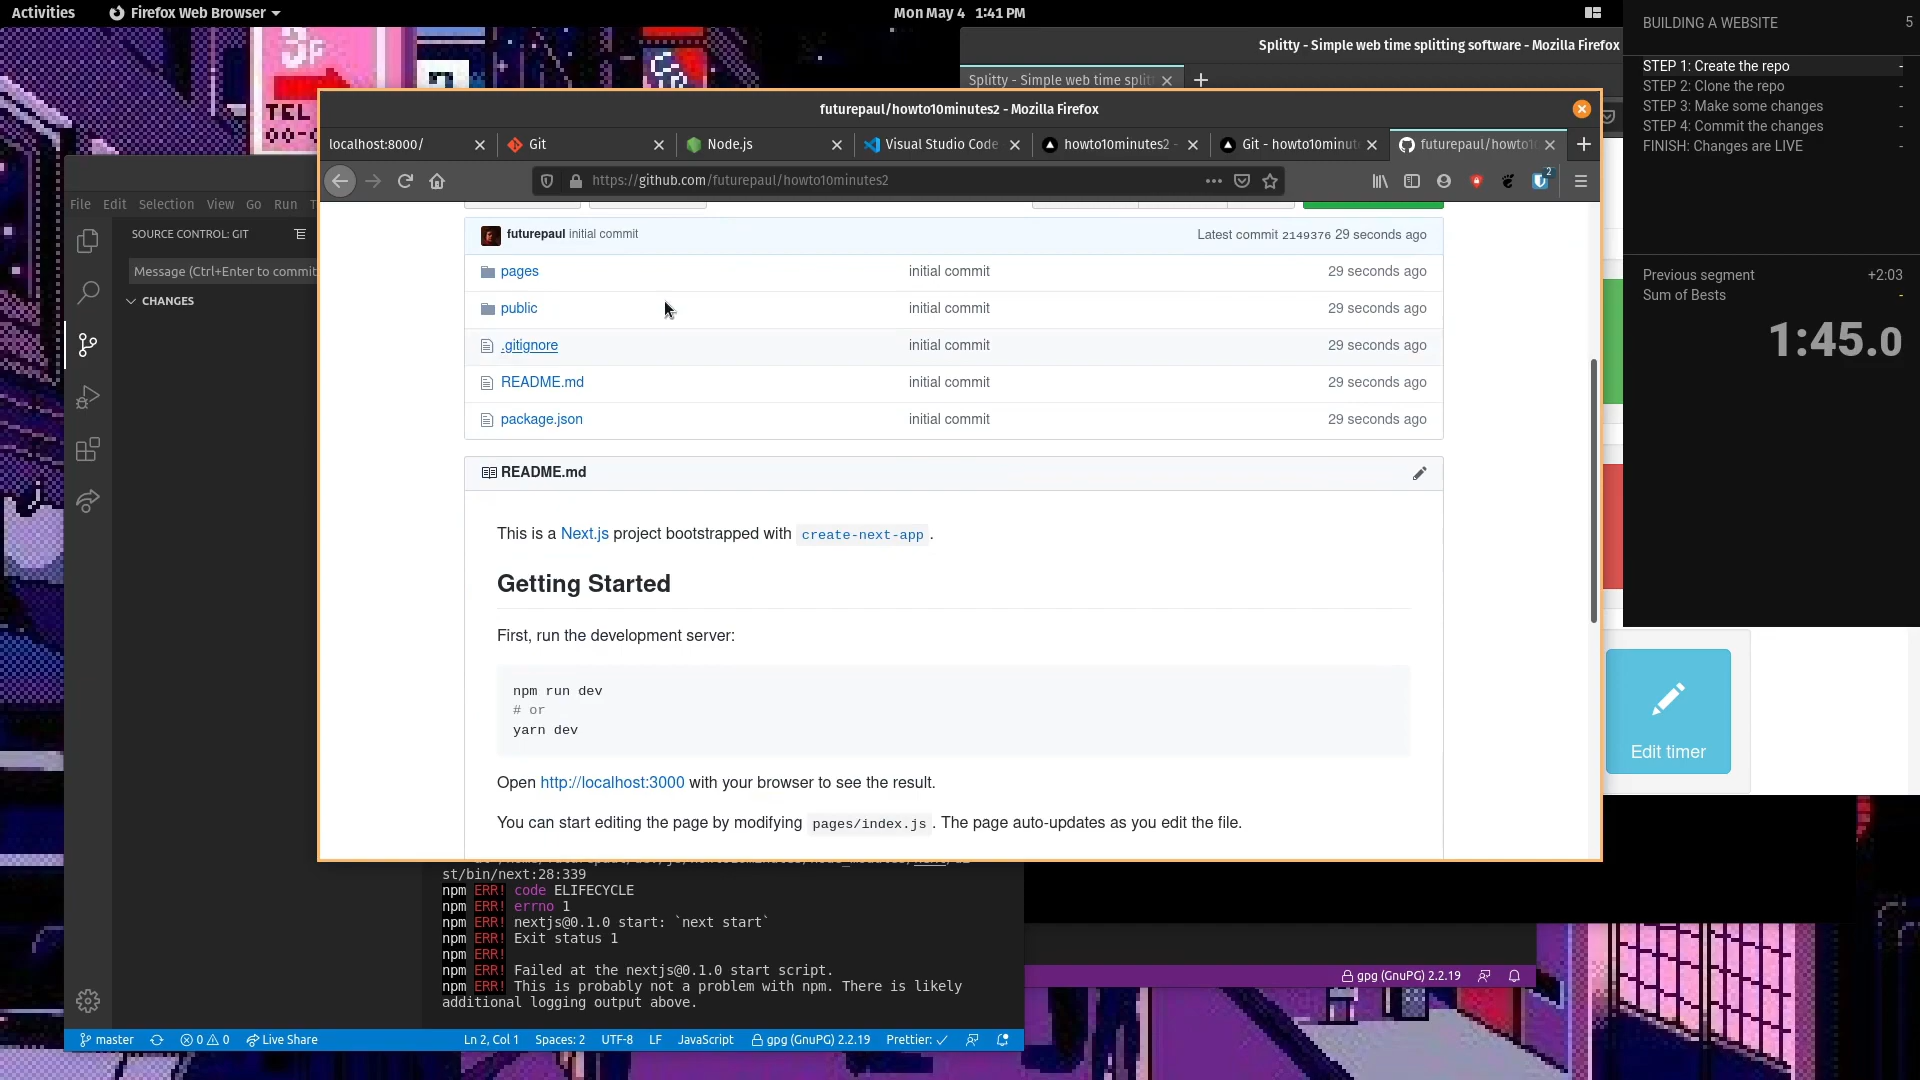 Activities
Firefox Web Browser
Mon May 4 1:41 PM
BUILDING A WEBSITE 5
STEP 1: Create the repo -
STEP 2: Clone the repo -
STEP 3: Make some changes -
STEP 4: Commit the changes -
FINISH: Changes are LIVE -
Previous segment +2:03
Sum of Bests -
1:45.0
Splitty - Simple web time splitting software - Mozilla Firefox
Splitty - Simple web time split
TEL
futurepaul/howto10minutes2 - Mozilla Firefox
localhost:8000/
Git
Node.js
Visual Studio Code
howto10minutes2 -
Git - howto10minut
futurepaul/howto1
https://github.com/futurepaul/howto10minutes2
2
File Edit Selection View Go Run
SOURCE CONTROL: GIT
Message (Ctrl+Enter to commit
CHANGES
futurepaul initial commit Latest commit 2149376 29 seconds ago
pages initial commit 29 seconds ago
public initial commit 29 seconds ago
.gitignore initial commit 29 seconds ago
README.md initial commit 29 seconds ago
package.json initial commit 29 seconds ago
README.md
This is a Next.js project bootstrapped with create-next-app.
Getting Started
First, run the development server:
npm run dev
# or
yarn dev
Open http://localhost:3000 with your browser to see the result.
You can start editing the page by modifying pages/index.js. The page auto-updates as you edit the file.
Edit timer
st/bin/next:28:339
npm ERR! code ELIFECYCLE
npm ERR! errno 1
npm ERR! nextjs@0.1.0 start: `next start`
npm ERR! Exit status 1
npm ERR!
npm ERR! Failed at the nextjs@0.1.0 start script.
npm ERR! This is probably not a problem with npm. There is likely
additional logging output above.
gpg (GnuPG) 2.2.19
master
0 0
Live Share
Ln 2, Col 1
Spaces: 2
UTF-8
LF
JavaScript
gpg (GnuPG) 2.2.19
Prettier: ✓